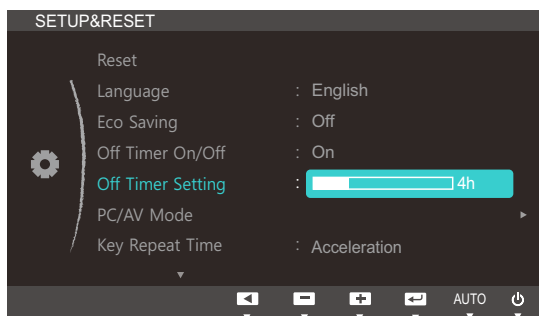 SETUP&RESET
Reset
Language : English
Eco Saving : Off
Off Timer On/Off : On
Off Timer Setting : 4h
PC/AV Mode
Key Repeat Time : Acceleration
AUTO